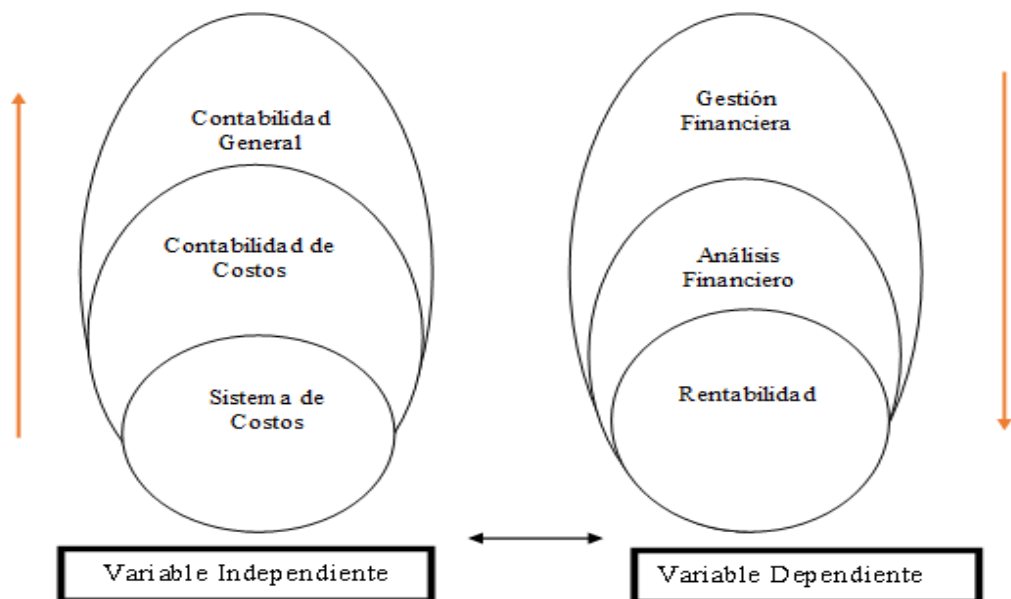 Contabilidad
General
Contabilidad de
Costos
Sistema de
Costos
Variable Independiente
Gestión
Financiera
Análisis
Financiero
Rentabilidad
Variable Dependiente